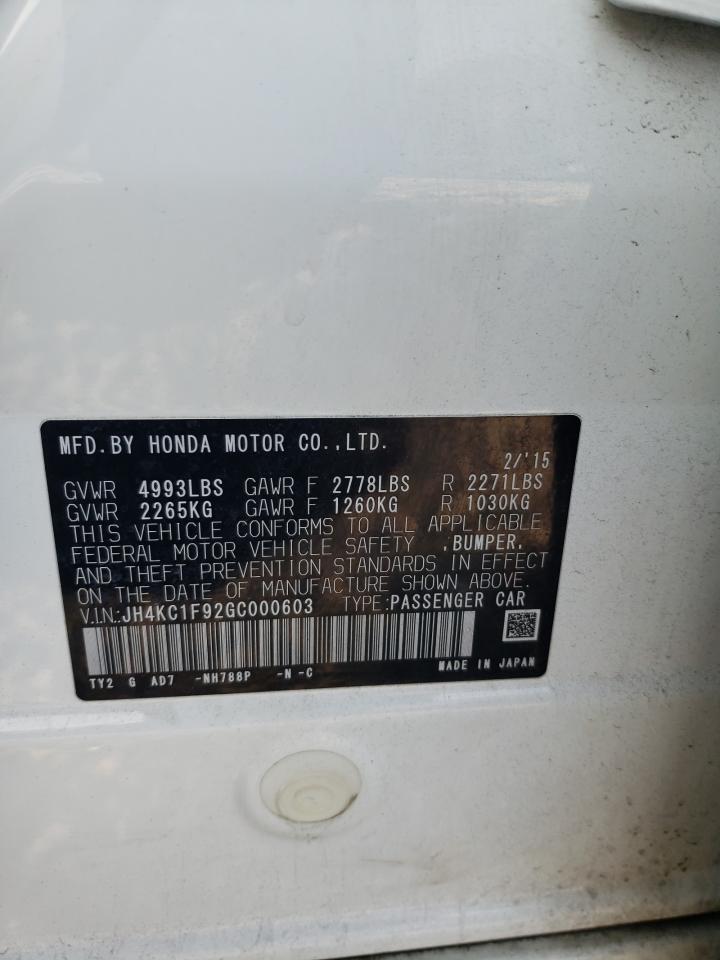 MFD.BY HONDA MOTOR CO.,LTD.
2/'15
GVWR 4993LBS GAWR F 2778LBS R 2271LBS
GVWR 2265KG GAWR F 1260KG R 1030KG
THIS VEHICLE CONFORMS TO ALL APPLICABLE
FEDERAL MOTOR VEHICLE SAFETY ,BUMPER,
AND THEFT PREVENTION STANDARDS IN EFFECT
ON THE DATE OF MANUFACTURE SHOWN ABOVE.
V.I.N.:JH4KC1F92GC000603 TYPE:PASSENGER CAR
TY2 G AD7 -NH788P -N -C MADE IN JAPAN